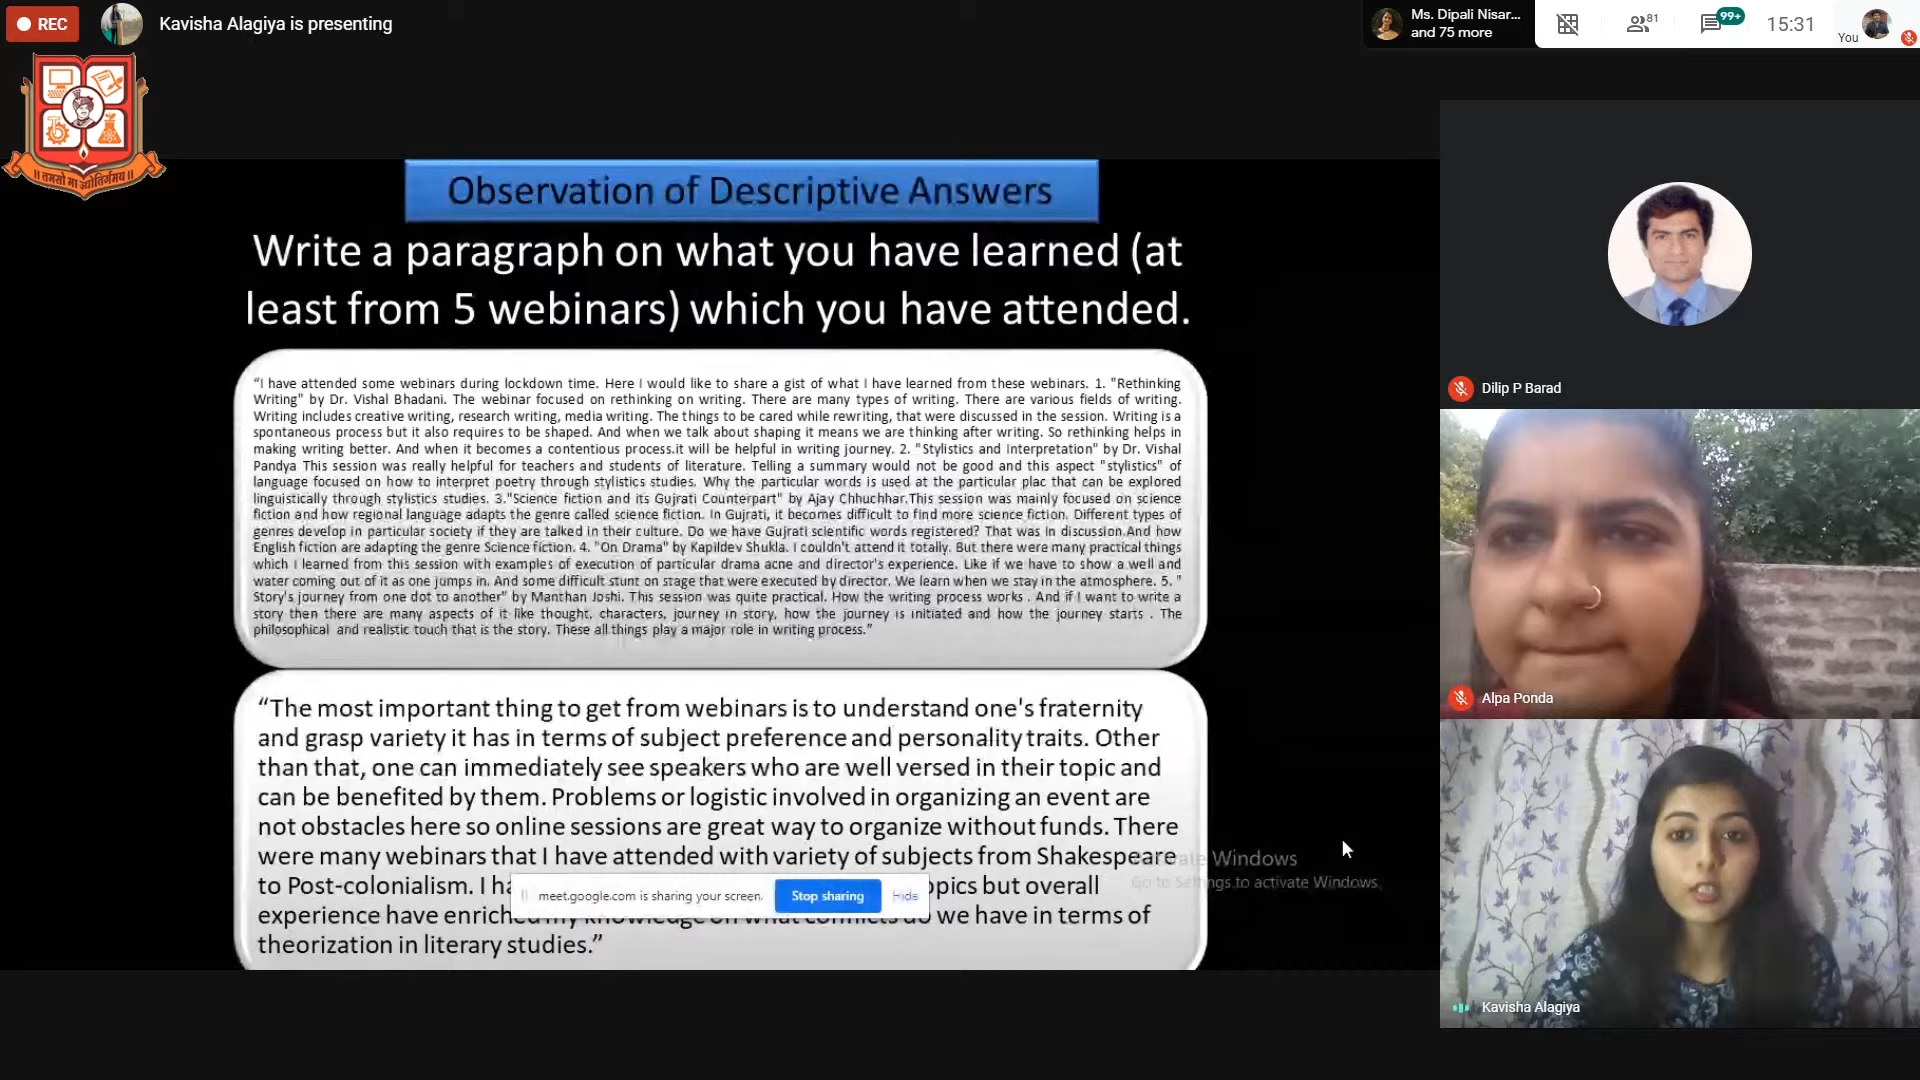 REC
Kavisha Alagiya is presenting
Ms. Dipali Nisar...
and 75 more
81
99+
15:31
You
॥ तमसो मा ज्योतिर्गमय ॥
Observation of Descriptive Answers
Write a paragraph on what you have learned (at
least from 5 webinars) which you have attended.
“I have attended some webinars during lockdown time. Here I would like to share a gist of what I have learned from these webinars. 1. "Rethinking
Writing" by Dr. Vishal Bhadani. The webinar focused on rethinking on writing. There are many types of writing. There are various fields of writing.
Writing includes creative writing, research writing, media writing. The things to be cared while rewriting, that were discussed in the session. Writing is a
spontaneous process but it also requires to be shaped. And when we talk about shaping it means we are thinking after writing. So rethinking helps in
making writing better. And when it becomes a contentious process.it will be helpful in writing journey. 2. "Stylistics and Interpretation" by Dr. Vishal
Pandya This session was really helpful for teachers and students of literature. Telling a summary would not be good and this aspect "stylistics" of
language focused on how to interpret poetry through stylistics studies. Why the particular words is used at the particular plac that can be explored
linguistically through stylistics studies. 3."Science fiction and its Gujrati Counterpart" by Ajay Chhuchhar.This session was mainly focused on science
fiction and how regional language adapts the genre called science fiction. In Gujrati, it becomes difficult to find more science fiction. Different types of
genres develop in particular society if they are talked in their culture. Do we have Gujrati scientific words registered? That was in discussion.And how
English fiction are adapting the genre Science fiction. 4. "On Drama" by Kapildev Shukla. I couldn't attend it totally. But there were many practical things
which I learned from this session with examples of execution of particular drama acne and director's experience. Like if we have to show a well and
water coming out of it as one jumps in. And some difficult stunt on stage that were executed by director. We learn when we stay in the atmosphere. 5. "
Story's journey from one dot to another" by Manthan Joshi. This session was quite practical. How the writing process works . And if I want to write a
story then there are many aspects of it like thought, characters, journey in story, how the journey is initiated and how the journey starts . The
philosophical and realistic touch that is the story. These all things play a major role in writing process.”
“The most important thing to get from webinars is to understand one's fraternity
and grasp variety it has in terms of subject preference and personality traits. Other
than that, one can immediately see speakers who are well versed in their topic and
can be benefited by them. Problems or logistic involved in organizing an event are
not obstacles here so online sessions are great way to organize without funds. There
were many webinars that I have attended with variety of subjects from Shakespeare
to Post-colonialism. I opics but overall
experience have enriched my knowledge on what conflicts do we have in terms of
theorization in literary studies.”
meet.google.com is sharing your screen.
Stop sharing
Hide
Activate Windows
Go to Settings to activate Windows.
Dilip P Barad
Alpa Ponda
Kavisha Alagiya